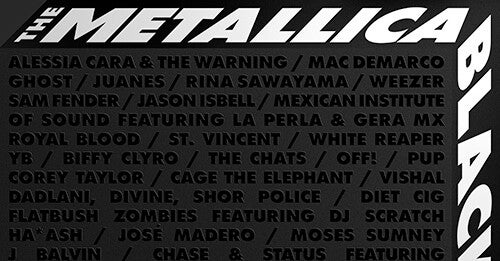 THE METALLICA
BLAC
ALESSIA CARA & THE WARNING / MAC DEMARCO
GHOST / JUANES / RINA SAWAYAMA / WEEZER
SAM FENDER / JASON ISBELL / MEXICAN INSTITUTE
OF SOUND FEATURING LA PERLA & GERA MX
ROYAL BLOOD / ST. VINCENT / WHITE REAPER
YB / BIFFY CLYRO / THE CHATS / OFF! / PUP
COREY TAYLOR / CAGE THE ELEPHANT / VISHAL
DADLANI, DIVINE, SHOR POLICE / DIET CIG
FLATBUSH ZOMBIES FEATURING DJ SCRATCH
HA*ASH / JOSÉ MADERO / MOSES SUMNEY
J BALVIN / CHASE & STATUS FEATURING